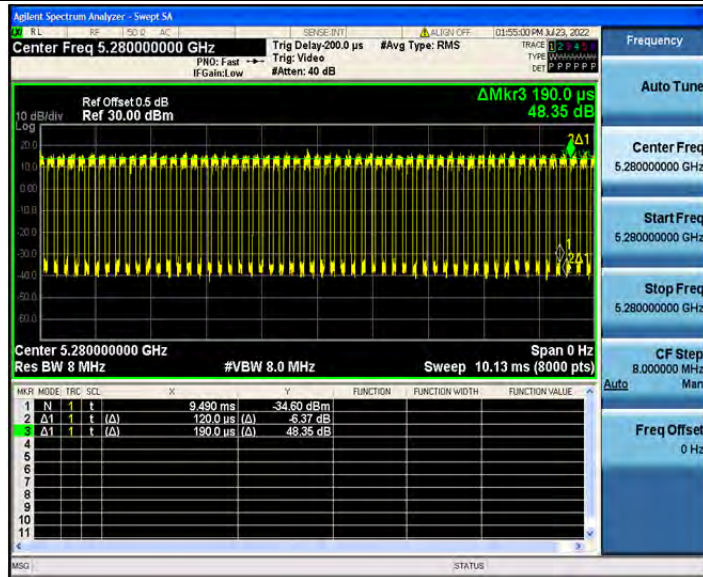 Agilent Spectrum Analyzer - Swept SA
RL RF 50 Ω AC SENSE:INT ALIGN OFF 01:55:00 PM Jul 23, 2022
Center Freq 5.280000000 GHz
PNO: Fast
IFGain:Low
Trig Delay-200.0 µs
Trig: Video
#Atten: 40 dB
#Avg Type: RMS
TRACE 1 2 3 4 5 6
TYPE
DET P P P P P P
Frequency
Auto Tune
Center Freq
5.280000000 GHz
Start Freq
5.280000000 GHz
Stop Freq
5.280000000 GHz
CF Step
8.000000 MHz
Auto Man
Freq Offset
0 Hz
ΔMkr3 190.0 µs
48.35 dB
Ref Offset 0.5 dB
10 dB/div Ref 30.00 dBm
Log
20.0
10.0
0.00
-10.0
-20.0
-30.0
-40.0
-50.0
-60.0
2Δ1
1
2Δ1
Center 5.280000000 GHz Span 0 Hz
Res BW 8 MHz #VBW 8.0 MHz Sweep 10.13 ms (8000 pts)
MKR MODE TRC SCL X Y FUNCTION FUNCTION WIDTH FUNCTION VALUE
1 N 1 t 9.490 ms -34.60 dBm
2 Δ1 1 t (Δ) 120.0 µs (Δ) -6.37 dB
3 Δ1 1 t (Δ) 190.0 µs (Δ) 48.35 dB
4
5
6
7
8
9
10
11
MSG STATUS